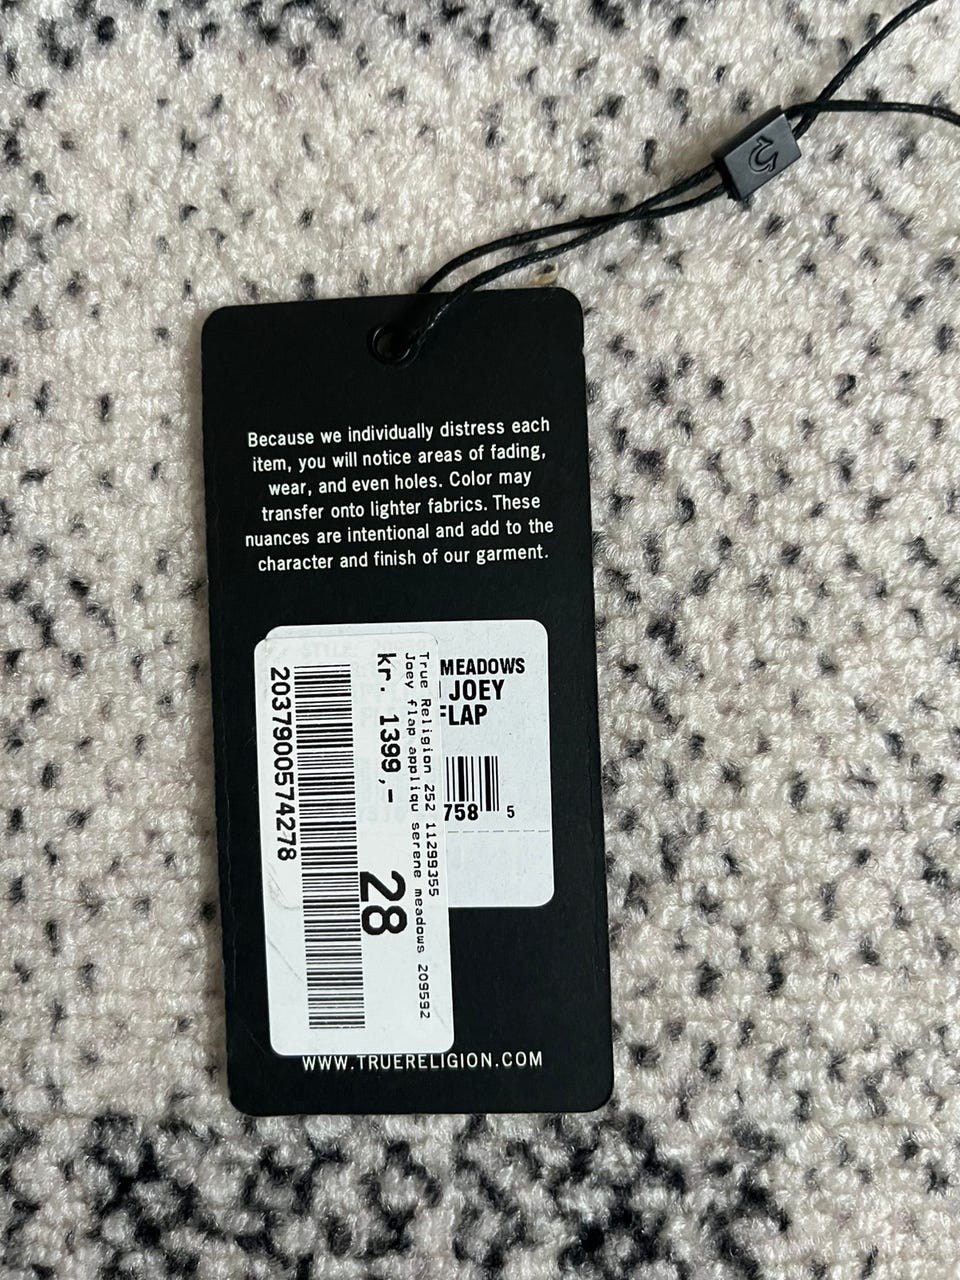 Because we individually distress each
item, you will notice areas of fading,
wear, and even holes. Color may
transfer onto lighter fabrics. These
nuances are intentional and add to the
character and finish of our garment.
MEADOWS
JOEY
FLAP
758 5
True Religion 252 11299355
Joey flap appliqu serene meadows 209592
kr. 1399,-
28
2037900574278
WWW.TRUERELIGION.COM